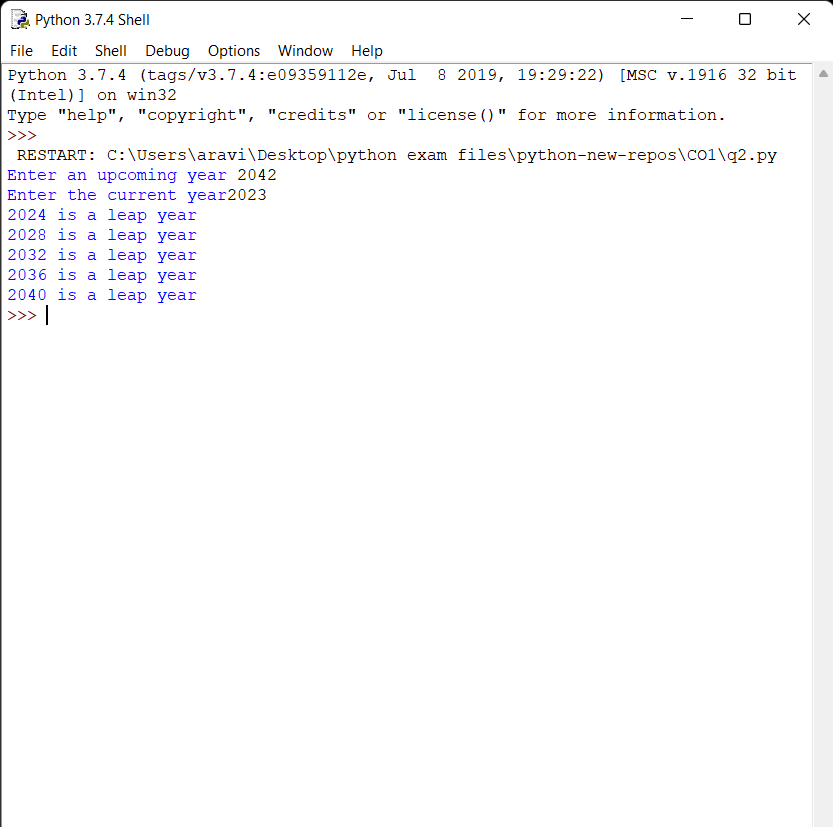 Python 3.7.4 Shell
File Edit Shell Debug Options Window Help
Python 3.7.4 (tags/v3.7.4:e09359112e, Jul  8 2019, 19:29:22) [MSC v.1916 32 bit
(Intel)] on win32
Type "help", "copyright", "credits" or "license()" for more information.
>>>
 RESTART: C:\Users\aravi\Desktop\python exam files\python-new-repos\CO1\q2.py
Enter an upcoming year 2042
Enter the current year2023
2024 is a leap year
2028 is a leap year
2032 is a leap year
2036 is a leap year
2040 is a leap year
>>>